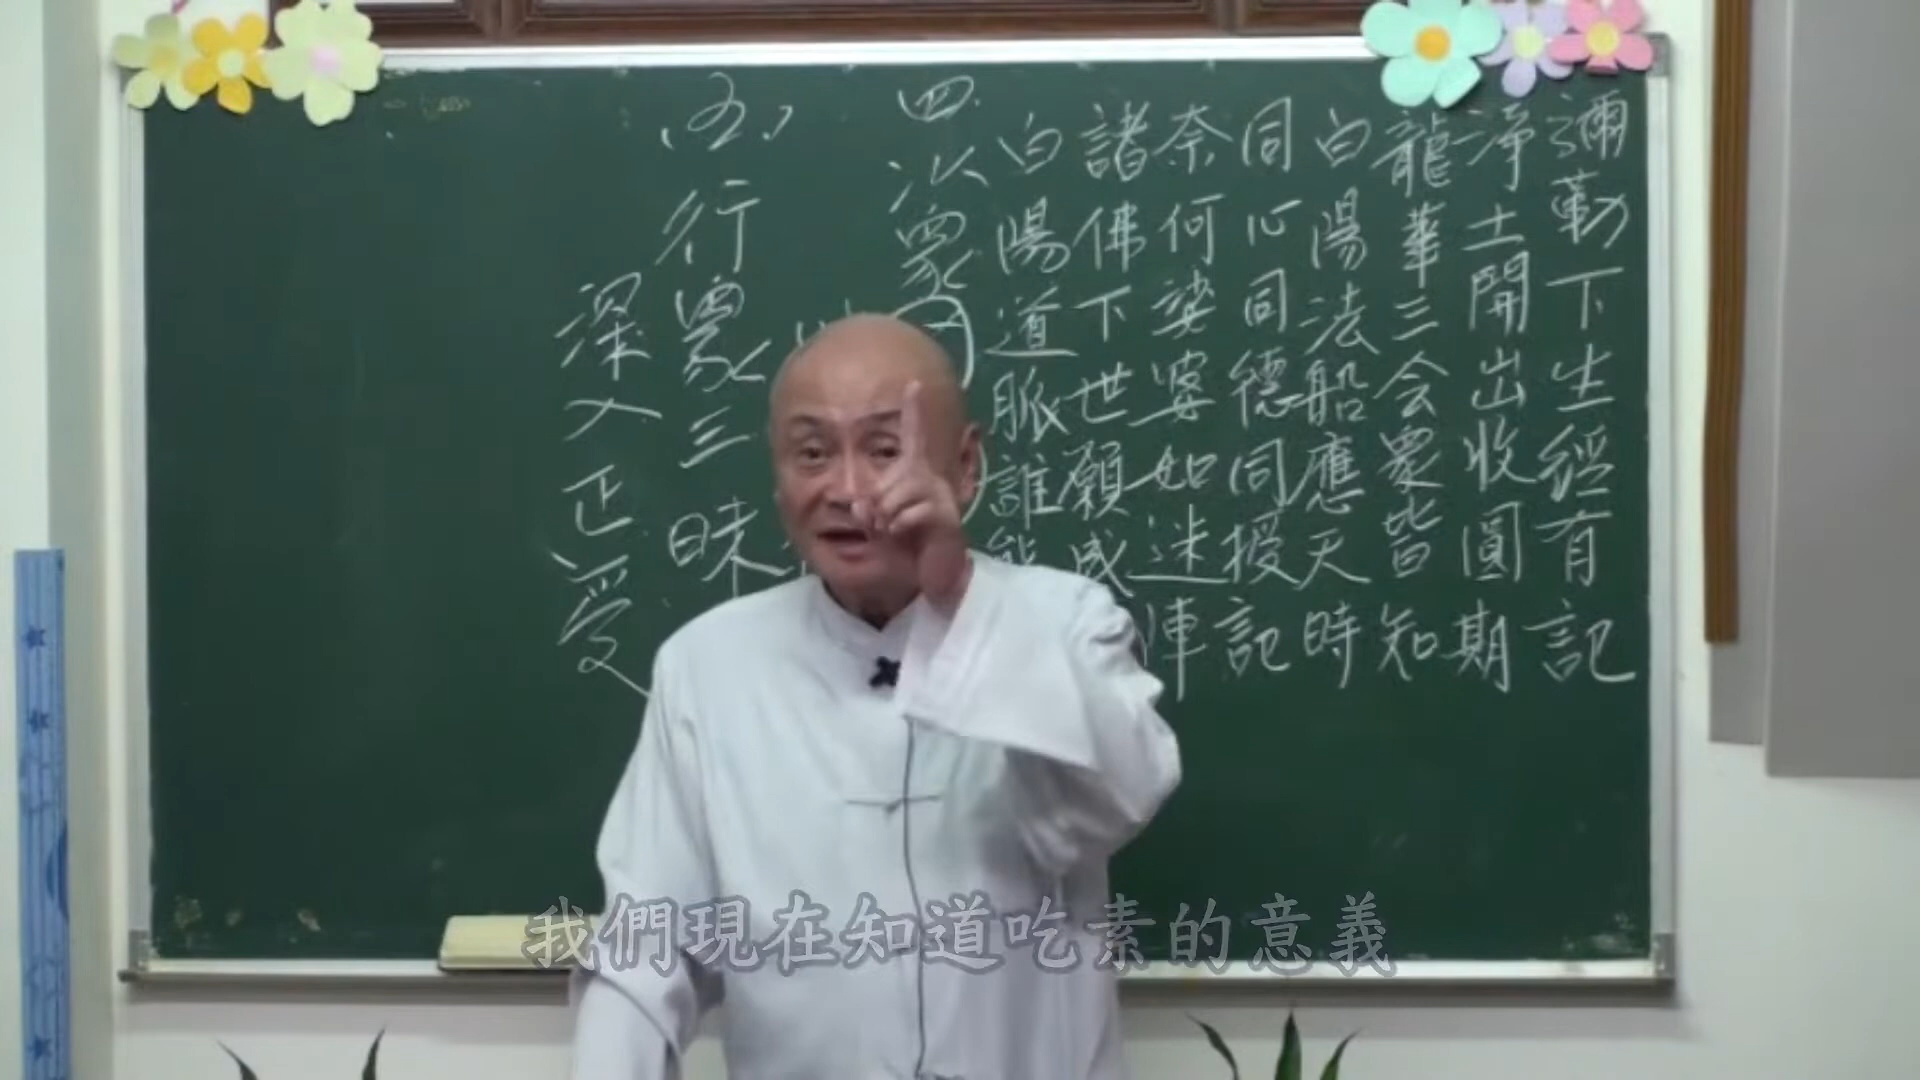 彌勒下生經有記
淨土開出收圓期
龍華三会眾皆知
白陽法船應天時
同心同德同授記
奈何娑婆如迷陣
諸佛下世願成
白陽道脈誰能
四
以眾
五
行眾三昧
深入正受
我們現在知道吃素的意義